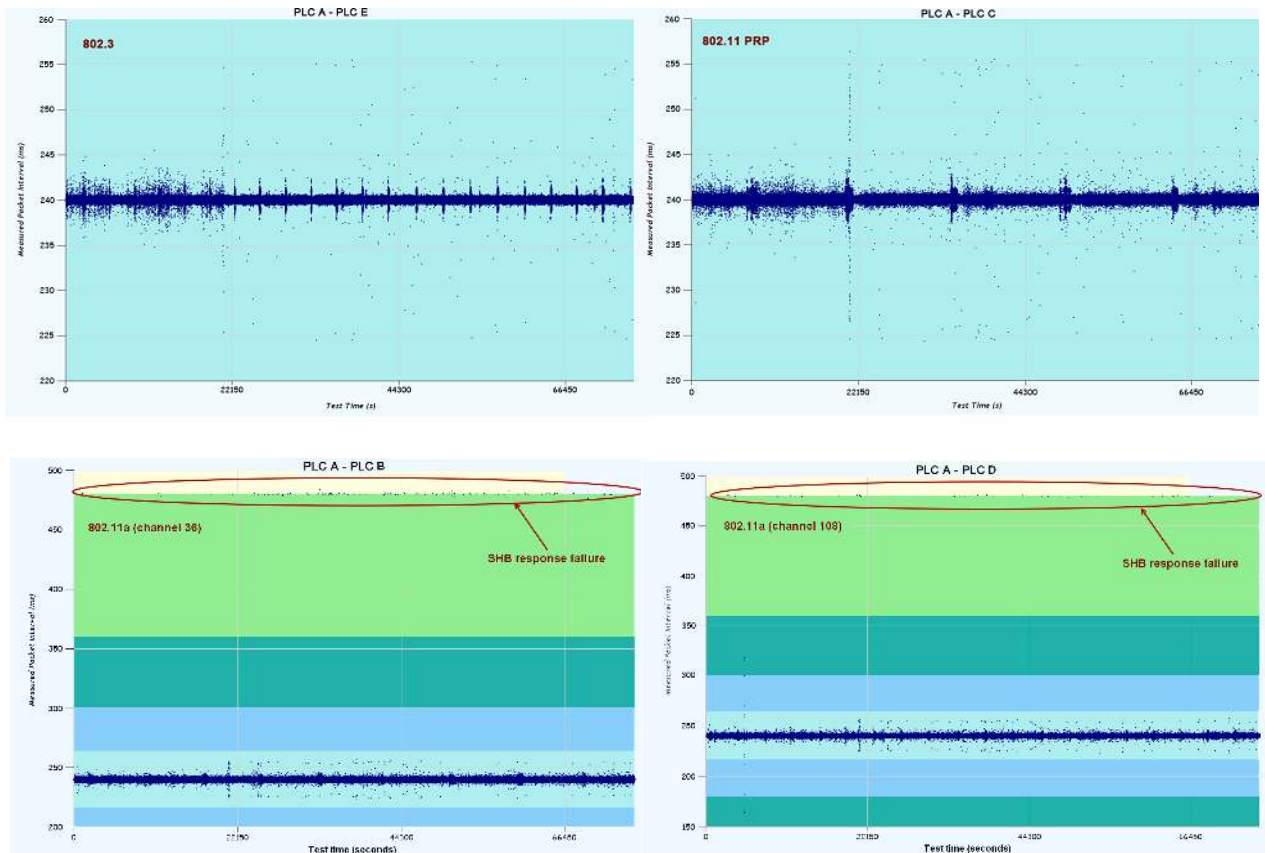 PLC A - PLC E
802.3
260
255
250
245
240
235
230
225
220
Measured Packet Interval (ms)
0
22150
44300
66450
Test Time (s)
PLC A - PLC C
802.11 PRP
260
255
250
245
240
235
230
225
220
Measured Packet Interval (ms)
0
22150
44300
66450
Test Time (s)
PLC A - PLC B
802.11a (channel 36)
SHB response failure
500
450
400
350
300
250
200
Measured Packet Interval (ms)
0
22150
44300
66450
Test time (seconds)
PLC A - PLC D
802.11a (channel 108)
SHB response failure
500
450
400
350
300
250
200
150
Measured Packet Interval (ms)
0
22150
44300
66450
Test time (seconds)